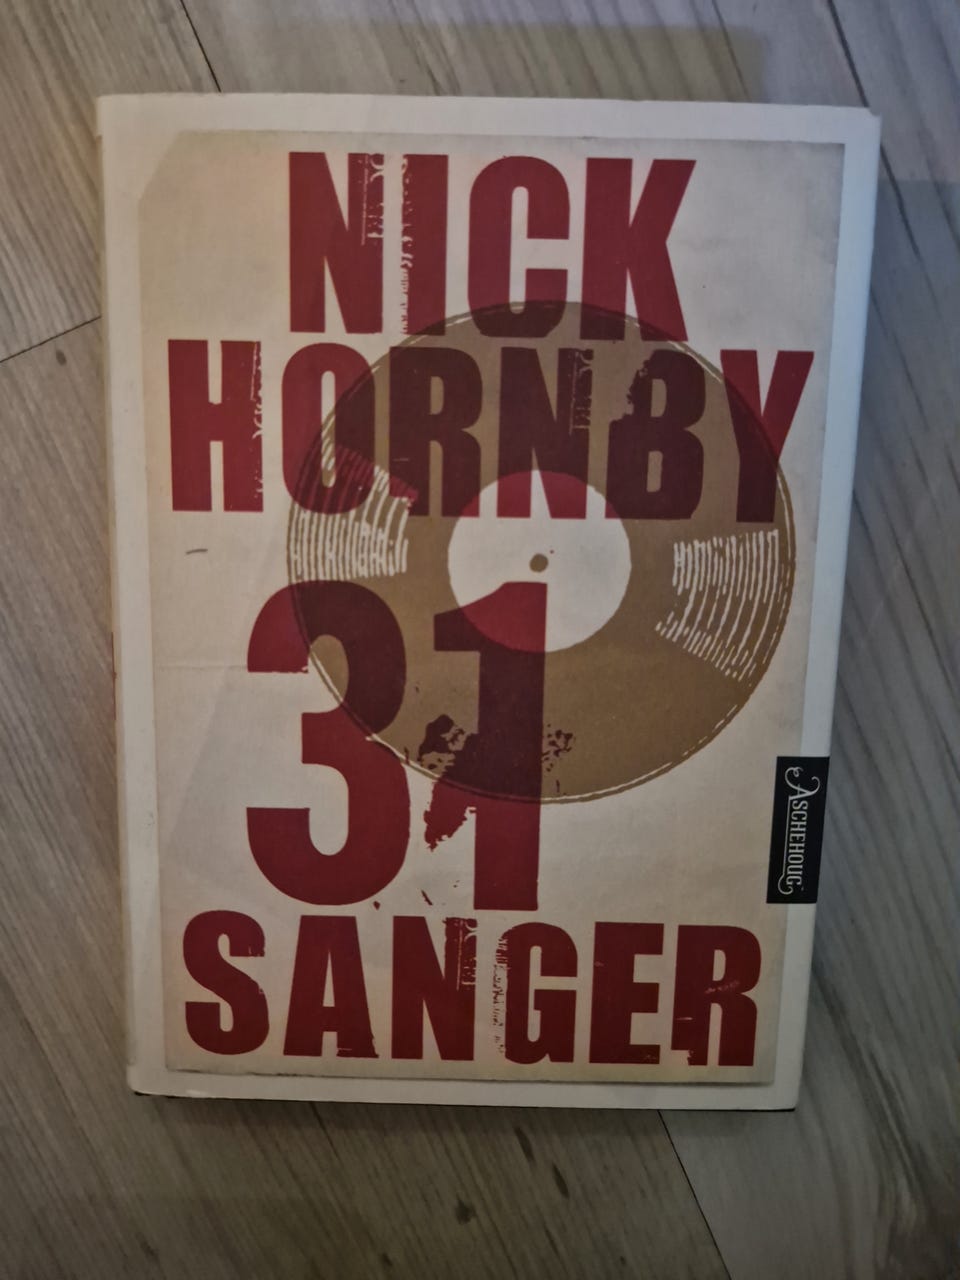 NICK
HORNBY
31
SANGER
ASCHEHOUG